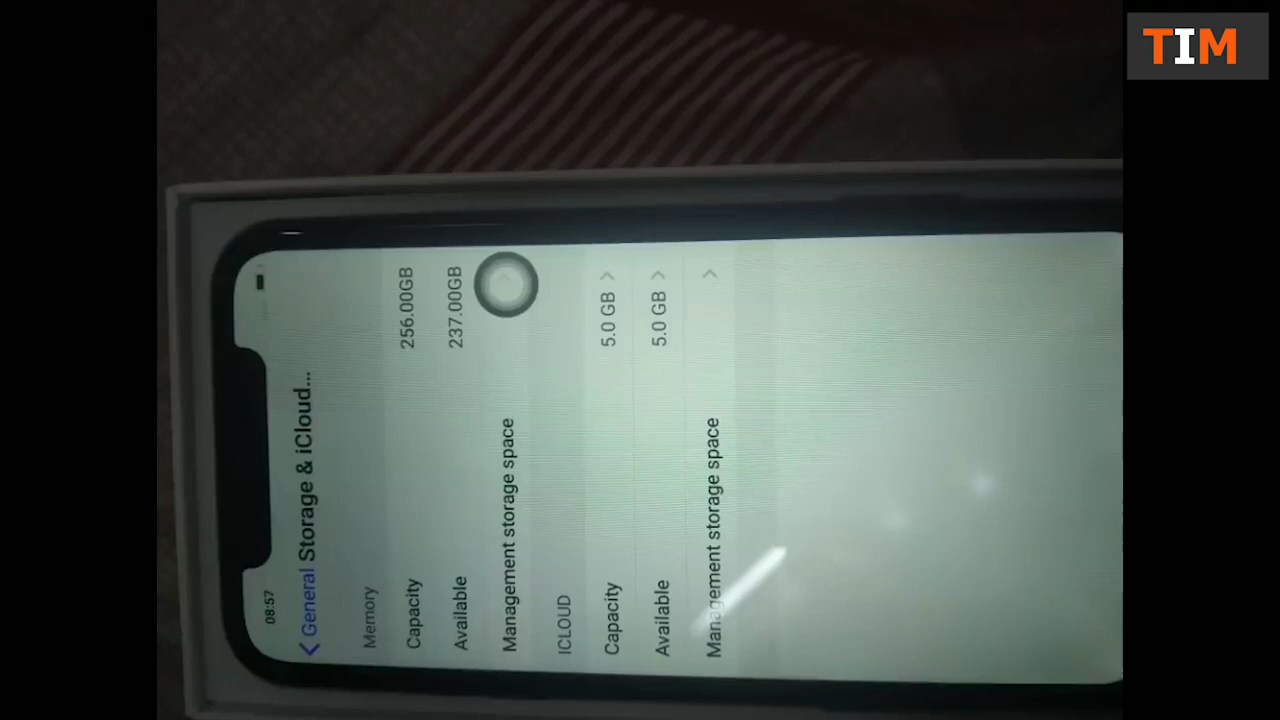 TIM
08:57
General Storage & iCloud...
Memory
Capacity 256.00GB
Available 237.00GB
Management storage space
ICLOUD
Capacity 5.0 GB
Available 5.0 GB
Management storage space